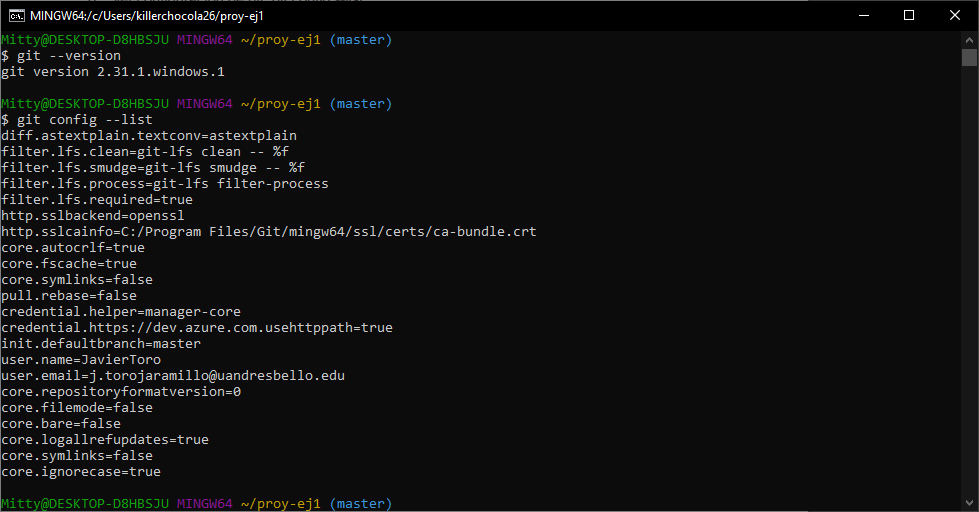 MINGW64:/c/Users/killerchocola26/proy-ej1
Mitty@DESKTOP-D8HBSJU MINGW64 ~/proy-ej1 (master)
$ git --version
git version 2.31.1.windows.1
Mitty@DESKTOP-D8HBSJU MINGW64 ~/proy-ej1 (master)
$ git config --list
diff.astextplain.textconv=astextplain
filter.lfs.clean=git-lfs clean -- %f
filter.lfs.smudge=git-lfs smudge -- %f
filter.lfs.process=git-lfs filter-process
filter.lfs.required=true
http.sslbackend=openssl
http.sslcainfo=C:/Program Files/Git/mingw64/ssl/certs/ca-bundle.crt
core.autocrlf=true
core.fscache=true
core.symlinks=false
pull.rebase=false
credential.helper=manager-core
credential.https://dev.azure.com.usehttppath=true
init.defaultbranch=master
user.name=JavierToro
user.email=j.torojaramillo@uandresbello.edu
core.repositoryformatversion=0
core.filemode=false
core.bare=false
core.logallrefupdates=true
core.symlinks=false
core.ignorecase=true
Mitty@DESKTOP-D8HBSJU MINGW64 ~/proy-ej1 (master)